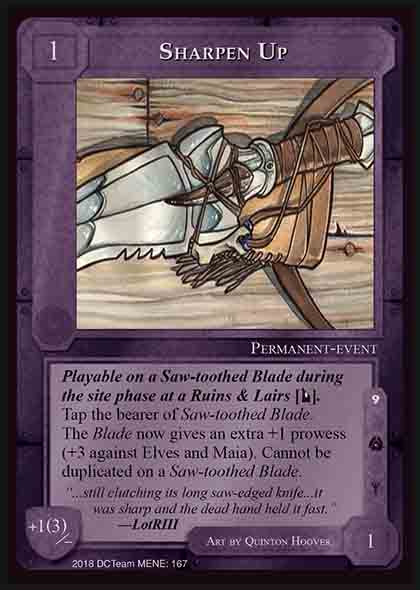 1
SHARPEN UP
PERMANENT-EVENT
Playable on a Saw-toothed Blade during
the site phase at a Ruins & Lairs [].
Tap the bearer of Saw-toothed Blade.
The Blade now gives an extra +1 prowess
(+3 against Elves and Maia). Cannot be
duplicated on a Saw-toothed Blade.
"...still clutching its long saw-edged knife...it
was sharp and the dead hand held it fast."
—LotRIII
9
+1(3)
/–
ART BY QUINTON HOOVER
1
2018 DCTeam MENE: 167